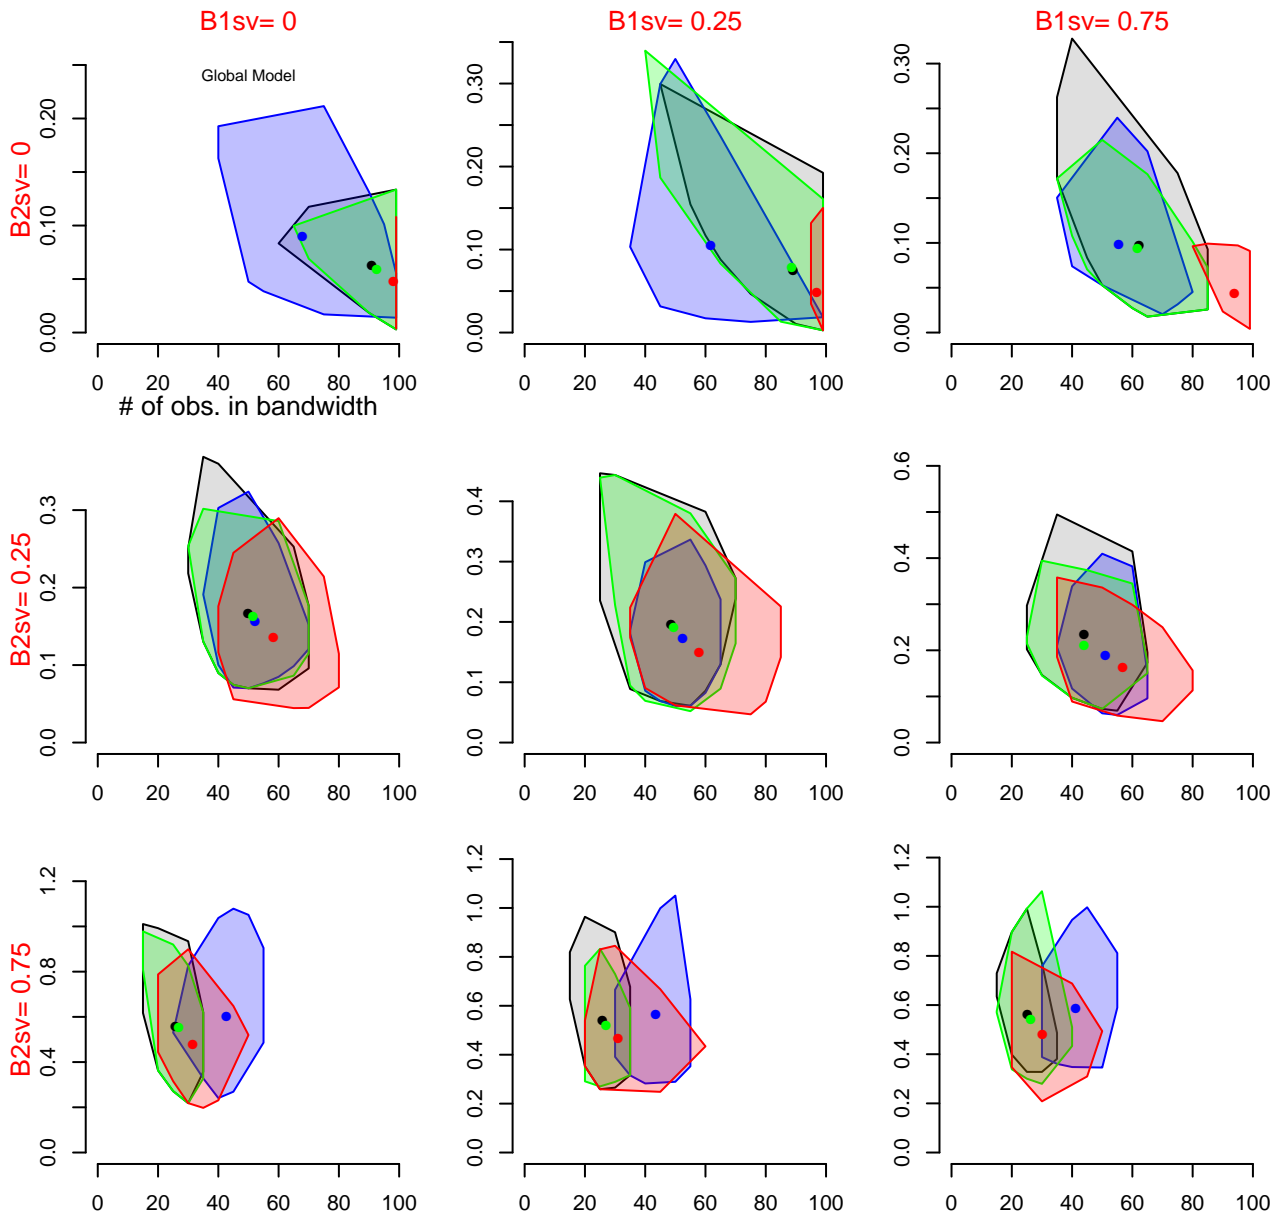 B1sv= 0
B1sv= 0.25
B1sv= 0.75
B2sv= 0
Global Model
0.00 0.10 0.20
0 20 40 60 80 100
# of obs. in bandwidth
0.00 0.10 0.20 0.30
0 20 40 60 80 100
0.00 0.10 0.20 0.30
0 20 40 60 80 100
B2sv= 0.25
0.0 0.1 0.2 0.3
0 20 40 60 80 100
0.0 0.1 0.2 0.3 0.4
0 20 40 60 80 100
0.0 0.2 0.4 0.6
0 20 40 60 80 100
B2sv= 0.75
0.0 0.4 0.8 1.2
0 20 40 60 80 100
0.0 0.2 0.4 0.6 0.8 1.0 1.2
0 20 40 60 80 100
0.0 0.2 0.4 0.6 0.8 1.0 1.2
0 20 40 60 80 100